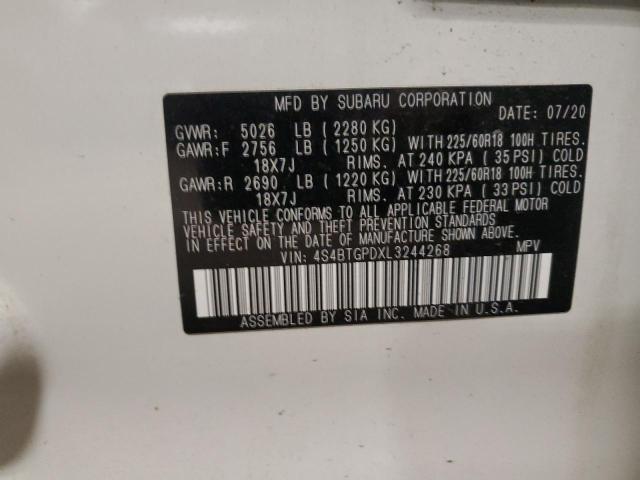 MFD BY SUBARU CORPORATION
DATE: 07/20
GVWR: 5026 LB (2280 KG)
GAWR:F 2756 LB (1250 KG) WITH 225/60R18 100H TIRES.
18X7J RIMS. AT 240 KPA (35 PSI) COLD
GAWR:R 2690 LB (1220 KG) WITH 225/60R18 100H TIRES.
18X7J RIMS. AT 230 KPA (33 PSI) COLD
THIS VEHICLE CONFORMS TO ALL APPLICABLE FEDERAL MOTOR
VEHICLE SAFETY AND BUMPER AND THEFT PREVENTION STANDARDS
IN EFFECT ON THE DATE OF MANUFACTURE SHOWN ABOVE.
VIN: 4S4BTGPDXL3244268 MPV
ASSEMBLED BY SIA INC. MADE IN U.S.A.